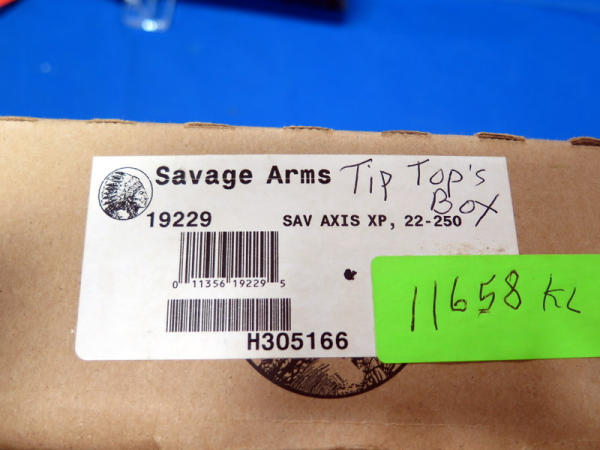 Savage Arms Tip Top's
Box
19229 SAV AXIS XP, 22-250
0 11356 19229 5
H305166
11658 KL